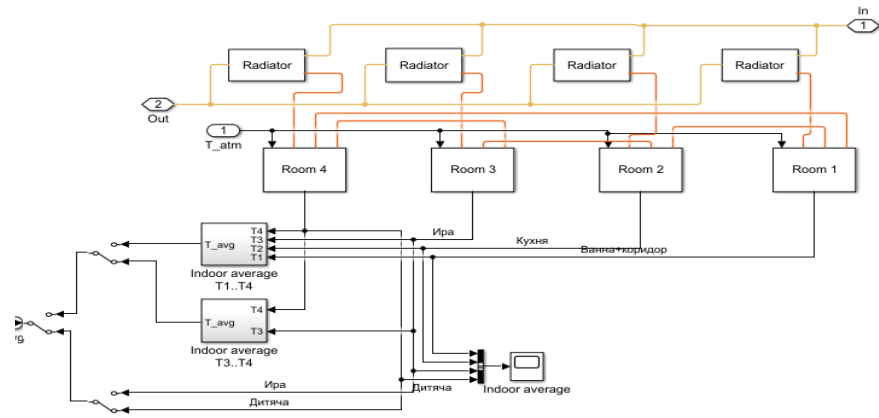 In
1
Radiator
Radiator
Radiator
Radiator
2
Out
1
T_atm
Room 4
Room 3
Room 2
Room 1
T_avg
T4
T3
T2
T1
Ира
Кухня
Ванна+коридор
Indoor average
T1..T4
T_avg
T4
T3
Indoor average
T3..T4
Ира
Дитяча
Дитяча
Indoor average